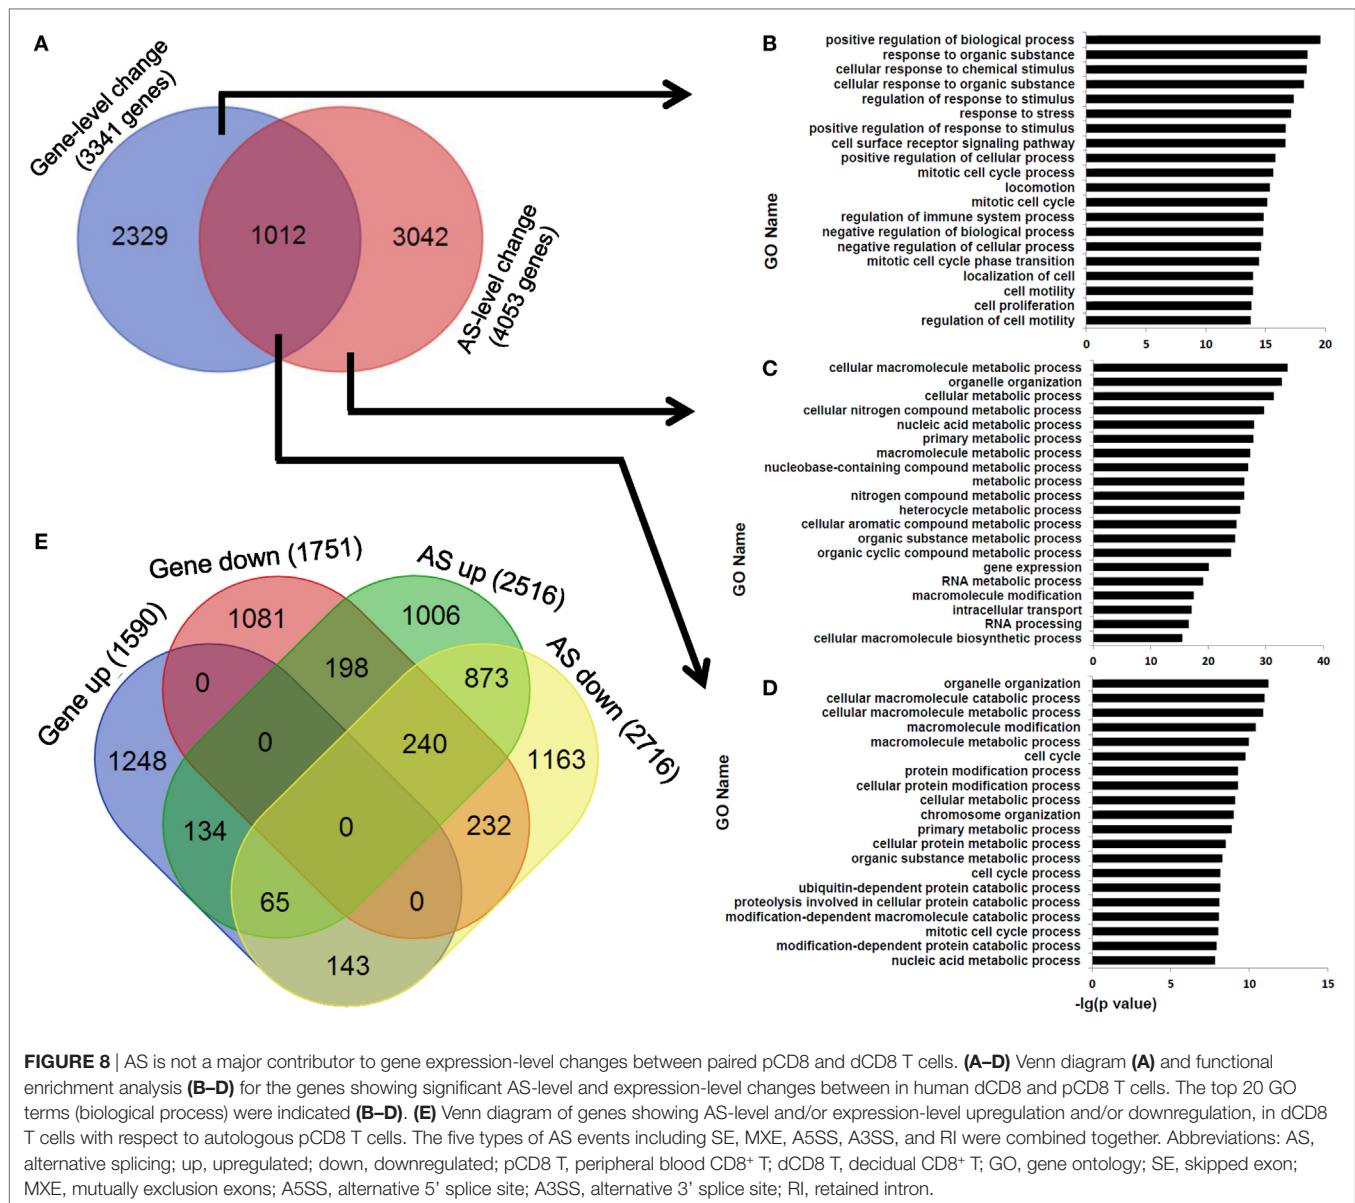 A
Gene-level change
(3341 genes)
2329
1012
3042
AS-level change
(4053 genes)
B
GO Name
positive regulation of biological process
response to organic substance
cellular response to chemical stimulus
cellular response to organic substance
regulation of response to stimulus
response to stress
positive regulation of response to stimulus
cell surface receptor signaling pathway
positive regulation of cellular process
mitotic cell cycle process
locomotion
mitotic cell cycle
regulation of immune system process
negative regulation of biological process
negative regulation of cellular process
mitotic cell cycle phase transition
localization of cell
cell motility
cell proliferation
regulation of cell motility
0 5 10 15 20
C
GO Name
cellular macromolecule metabolic process
organelle organization
cellular metabolic process
cellular nitrogen compound metabolic process
nucleic acid metabolic process
primary metabolic process
macromolecule metabolic process
nucleobase-containing compound metabolic process
metabolic process
nitrogen compound metabolic process
heterocycle metabolic process
cellular aromatic compound metabolic process
organic substance metabolic process
organic cyclic compound metabolic process
gene expression
RNA metabolic process
macromolecule modification
intracellular transport
RNA processing
cellular macromolecule biosynthetic process
0 10 20 30 40
D
GO Name
organelle organization
cellular macromolecule catabolic process
cellular macromolecule metabolic process
macromolecule modification
macromolecule metabolic process
cell cycle
protein modification process
cellular protein modification process
cellular metabolic process
chromosome organization
primary metabolic process
cellular protein metabolic process
organic substance metabolic process
cell cycle process
ubiquitin-dependent protein catabolic process
proteolysis involved in cellular protein catabolic process
modification-dependent macromolecule catabolic process
mitotic cell cycle process
modification-dependent protein catabolic process
nucleic acid metabolic process
0 5 10 15
-lg(p value)
E
Gene up (1590)
Gene down (1751)
AS up (2516)
AS down (2716)
1081
1006
0
198
873
1248
0
240
1163
134
0
232
65
0
143
FIGURE 8 | AS is not a major contributor to gene expression-level changes between paired pCD8 and dCD8 T cells. (A–D) Venn diagram (A) and functional
enrichment analysis (B–D) for the genes showing significant AS-level and expression-level changes between in human dCD8 and pCD8 T cells. The top 20 GO
terms (biological process) were indicated (B–D). (E) Venn diagram of genes showing AS-level and/or expression-level upregulation and/or downregulation, in dCD8
T cells with respect to autologous pCD8 T cells. The five types of AS events including SE, MXE, A5SS, A3SS, and RI were combined together. Abbreviations: AS,
alternative splicing; up, upregulated; down, downregulated; pCD8 T, peripheral blood CD8⁺ T; dCD8 T, decidual CD8⁺ T; GO, gene ontology; SE, skipped exon;
MXE, mutually exclusion exons; A5SS, alternative 5' splice site; A3SS, alternative 3' splice site; RI, retained intron.